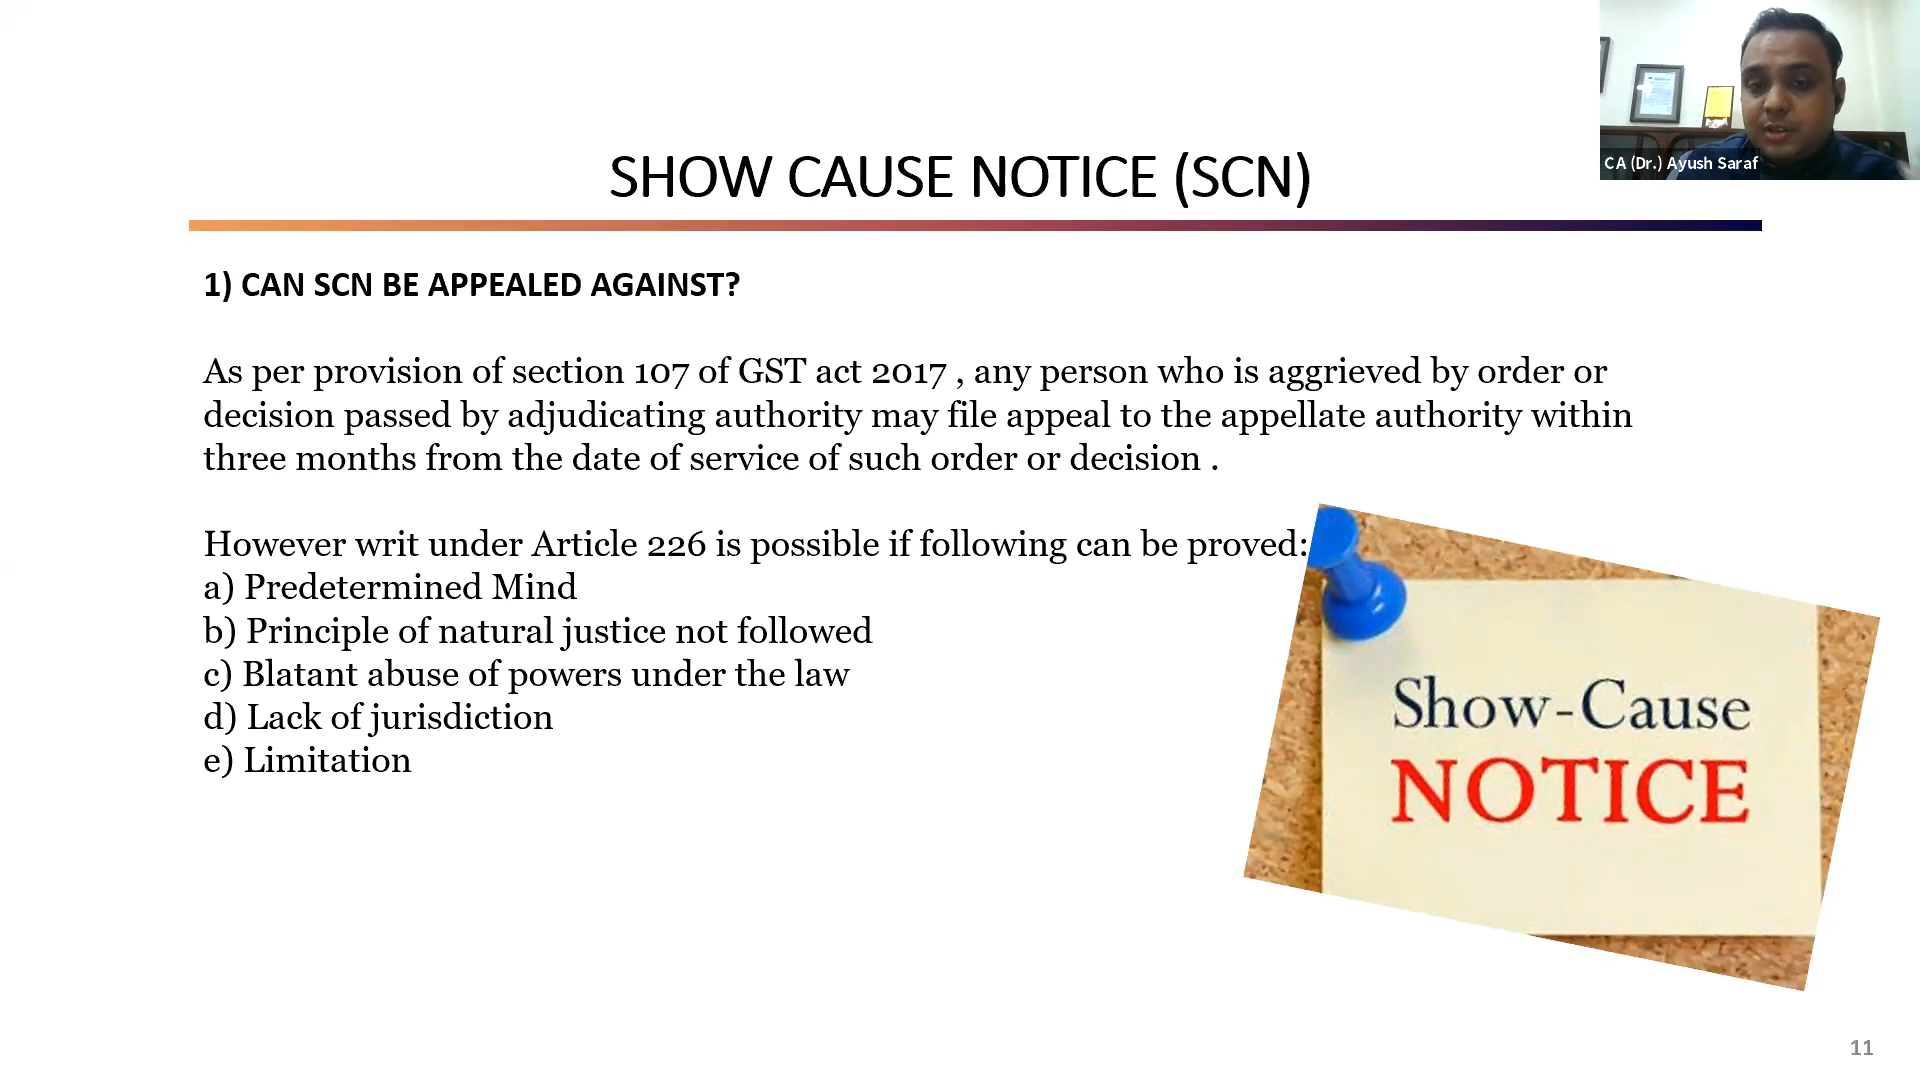 CA (Dr.) Ayush Saraf
SHOW CAUSE NOTICE (SCN)
1) CAN SCN BE APPEALED AGAINST?
As per provision of section 107 of GST act 2017 , any person who is aggrieved by order or
decision passed by adjudicating authority may file appeal to the appellate authority within
three months from the date of service of such order or decision .
However writ under Article 226 is possible if following can be proved:
a) Predetermined Mind
b) Principle of natural justice not followed
c) Blatant abuse of powers under the law
d) Lack of jurisdiction
e) Limitation
Show-Cause
NOTICE
11